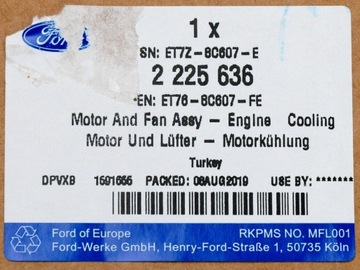 1 x
Ford
SN: ET7Z-8C607-E
2 225 636
EN: ET76-8C607-FE
Motor And Fan Assy - Engine Cooling
Motor Und Lüfter - Motorkühlung
Turkey
DPVXB 1591655 PACKED: 06AUG2019 USE BY: *******
Ford of Europe RKPMS NO. MFL001
Ford-Werke GmbH, Henry-Ford-Straße 1, 50735 Köln